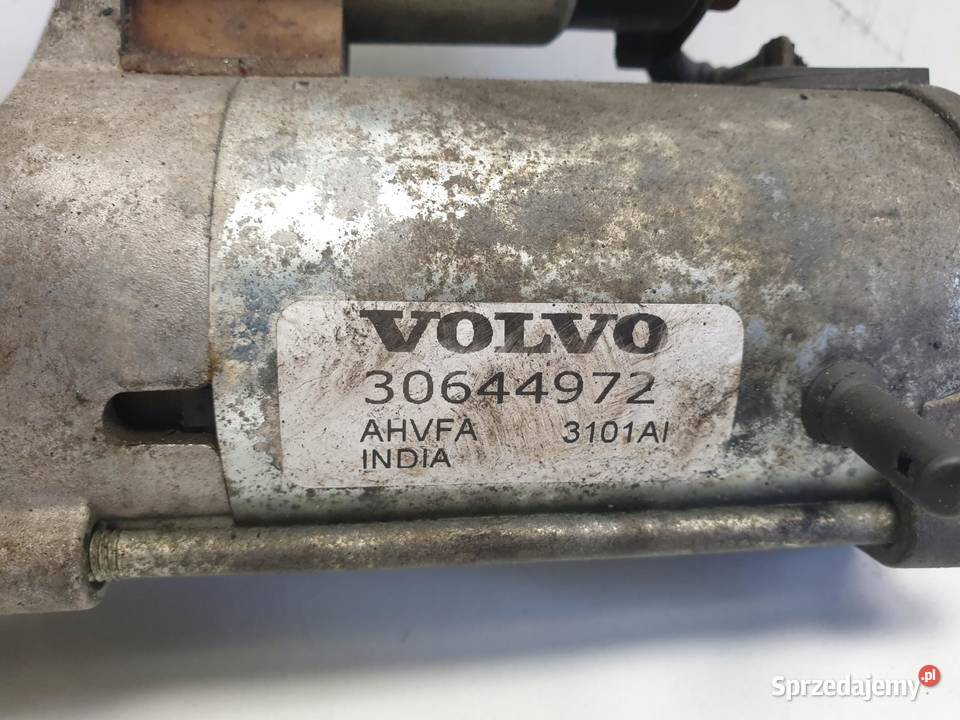 VOLVO
30644972
AHVFA 3101AI
INDIA
Sprzedajemy.pl